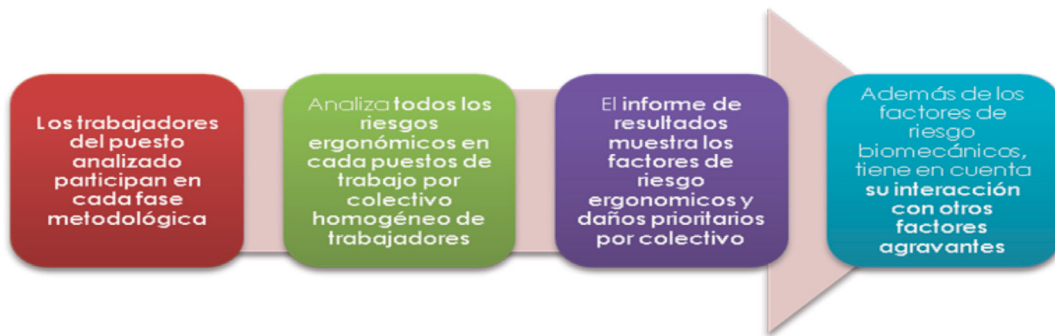 Los trabajadores
del puesto
analizado
participan en
cada fase
metodológica
Analiza todos los
riesgos
ergonómicos en
cada puestos de
trabajo por
colectivo
homogéneo de
trabajadores
El informe de
resultados
muestra los
factores de
riesgo
ergonomicos y
daños prioritarios
por colectivo
Además de los
factores de
riesgo
biomecánicos,
tiene en cuenta
su interacción
con otros
factores
agravantes